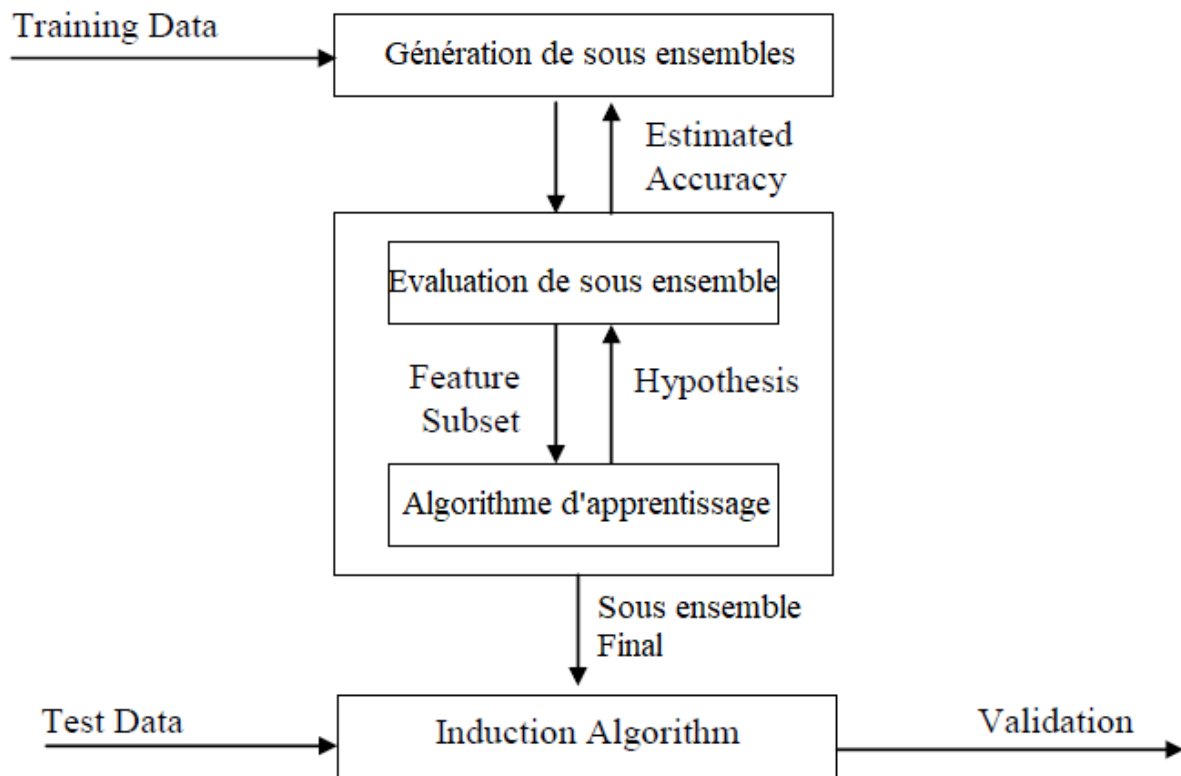 Training Data
Génération de sous ensembles
Estimated
Accuracy
Evaluation de sous ensemble
Feature
Subset
Hypothesis
Algorithme d'apprentissage
Sous ensemble
Final
Test Data
Induction Algorithm
Validation